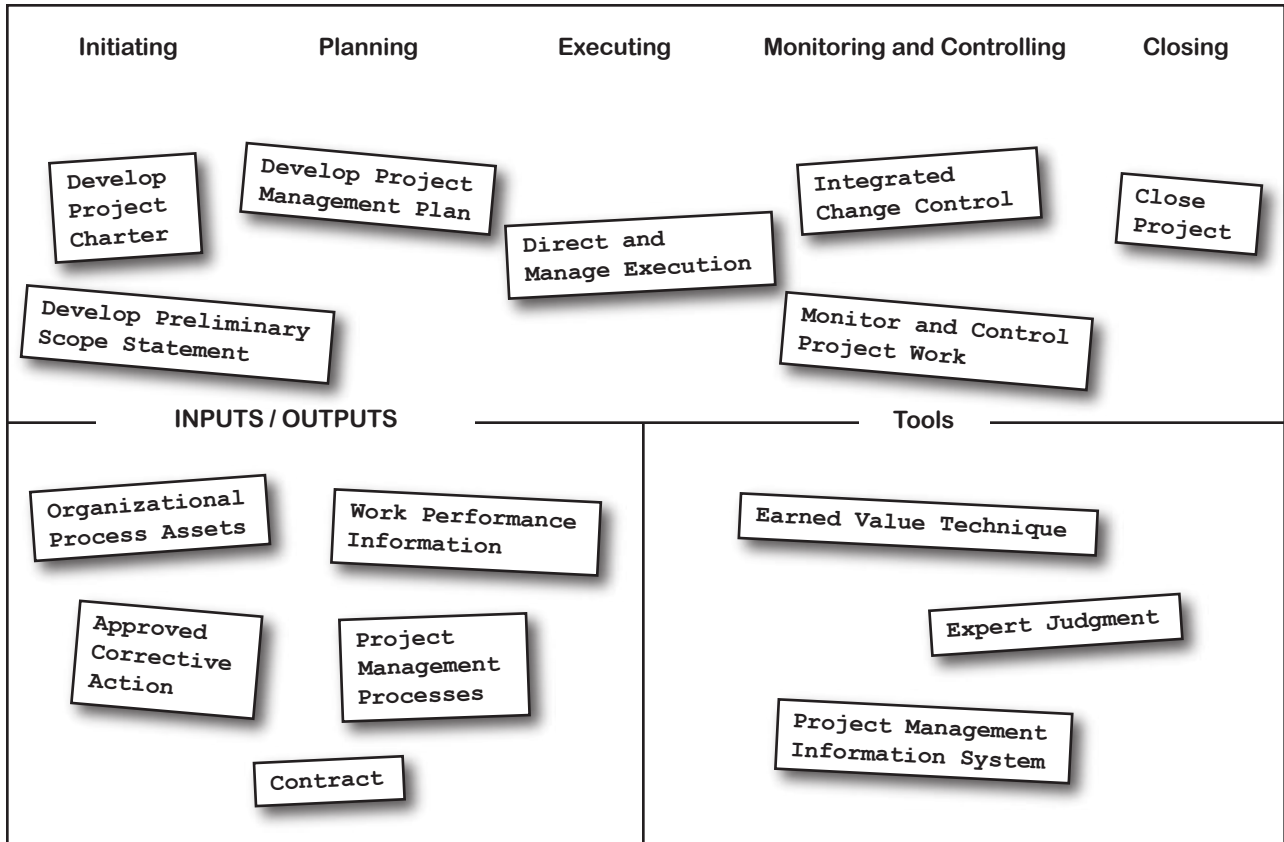 Initiating
Planning
Executing
Monitoring and Controlling
Closing
Develop
Project
Charter
Develop Project
Management Plan
Direct and
Manage Execution
Integrated
Change Control
Close
Project
Develop Preliminary
Scope Statement
Monitor and Control
Project Work
INPUTS / OUTPUTS
Organizational
Process Assets
Work Performance
Information
Approved
Corrective
Action
Project
Management
Processes
Contract
Tools
Earned Value Technique
Expert Judgment
Project Management
Information System